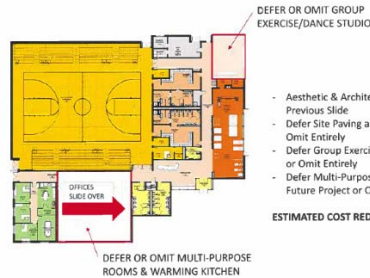 DEFER OR OMIT GROUP
EXERCISE/DANCE STUDIO
- Aesthetic & Archite
Previous Slide
- Defer Site Paving a
Omit Entirely
- Defer Group Exerci
or Omit Entirely
- Defer Multi-Purpos
Future Project or O
ESTIMATED COST RED
OFFICES
SLIDE OVER
DEFER OR OMIT MULTI-PURPOSE
ROOMS & WARMING KITCHEN